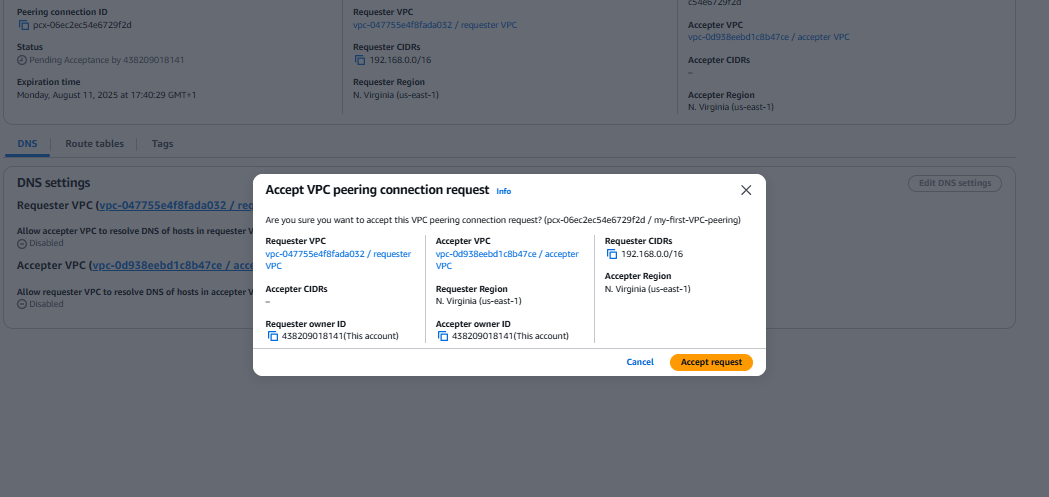 Peering connection ID
pcx-06ec2ec54e6729f2d
Status
Pending Acceptance by 438209018141
Expiration time
Monday, August 11, 2025 at 17:40:29 GMT+1
Requester VPC
vpc-047755e4f8fada032 / requester VPC
Requester CIDRs
192.168.0.0/16
Requester Region
N. Virginia (us-east-1)
c54e6729f2d
Accepter VPC
vpc-0d938eebd1c8b47ce / accepter VPC
Accepter CIDRs
–
Accepter Region
N. Virginia (us-east-1)
DNS
Route tables
Tags
DNS settings
Edit DNS settings
Requester VPC (vpc-047755e4f8fada032 / req
Allow accepter VPC to resolve DNS of hosts in requester V
Disabled
Accepter VPC (vpc-0d938eebd1c8b47ce / acce
Allow requester VPC to resolve DNS of hosts in accepter V
Disabled
Accept VPC peering connection request Info
Are you sure you want to accept this VPC peering connection request? (pcx-06ec2ec54e6729f2d / my-first-VPC-peering)
Requester VPC
vpc-047755e4f8fada032 / requester
VPC
Accepter CIDRs
–
Requester owner ID
438209018141(This account)
Accepter VPC
vpc-0d938eebd1c8b47ce / accepter
VPC
Requester Region
N. Virginia (us-east-1)
Accepter owner ID
438209018141(This account)
Requester CIDRs
192.168.0.0/16
Accepter Region
N. Virginia (us-east-1)
Cancel
Accept request